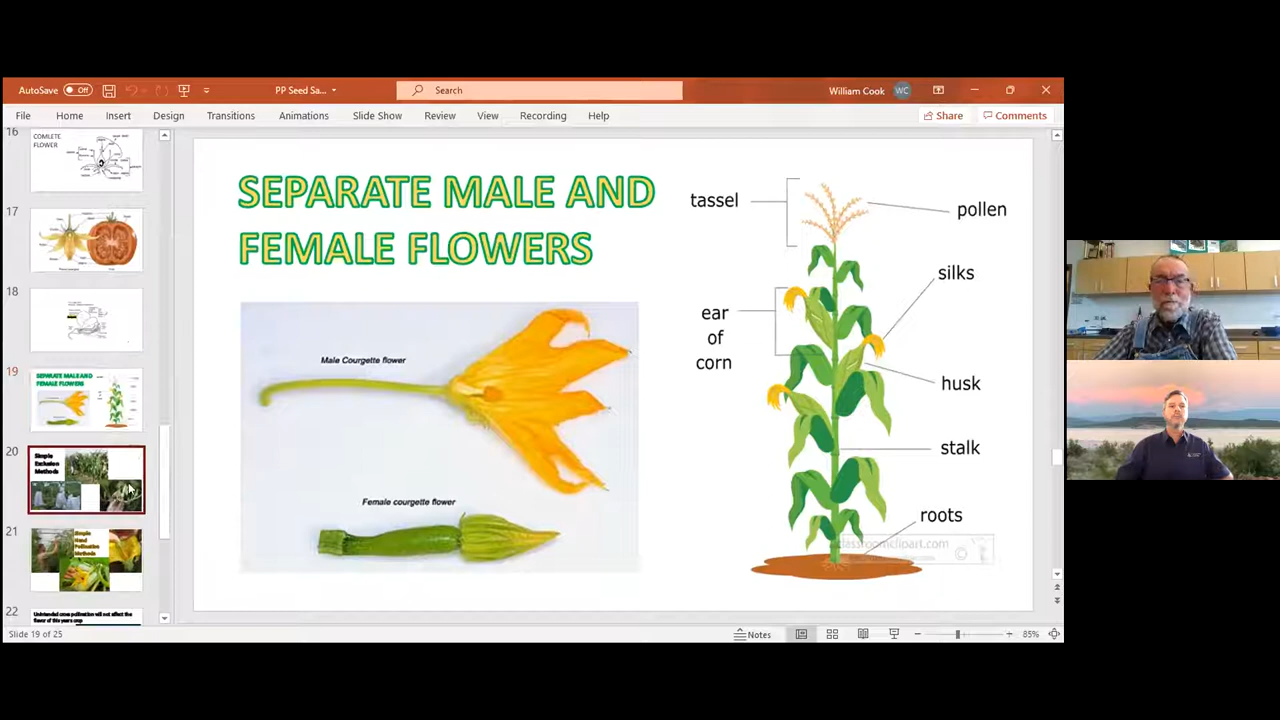 AutoSave Off
PP Seed Sa...
Search
William Cook WC
File Home Insert Design Transitions Animations Slide Show Review View Recording Help
Share Comments
16
COMLETE
FLOWER
17
18
19
SEPARATE MALE AND
FEMALE FLOWERS
20
Simple
Exclusion
Methods
21
Simple
Hand
Pollination
Methods
22
Unintended cross pollination will not affect the
flavor of this years crop
SEPARATE MALE AND
FEMALE FLOWERS
Male Courgette flower
Female courgette flower
tassel
pollen
silks
ear
of
corn
husk
stalk
roots
classroomclipart.com ©
Slide 19 of 25
Notes
85%